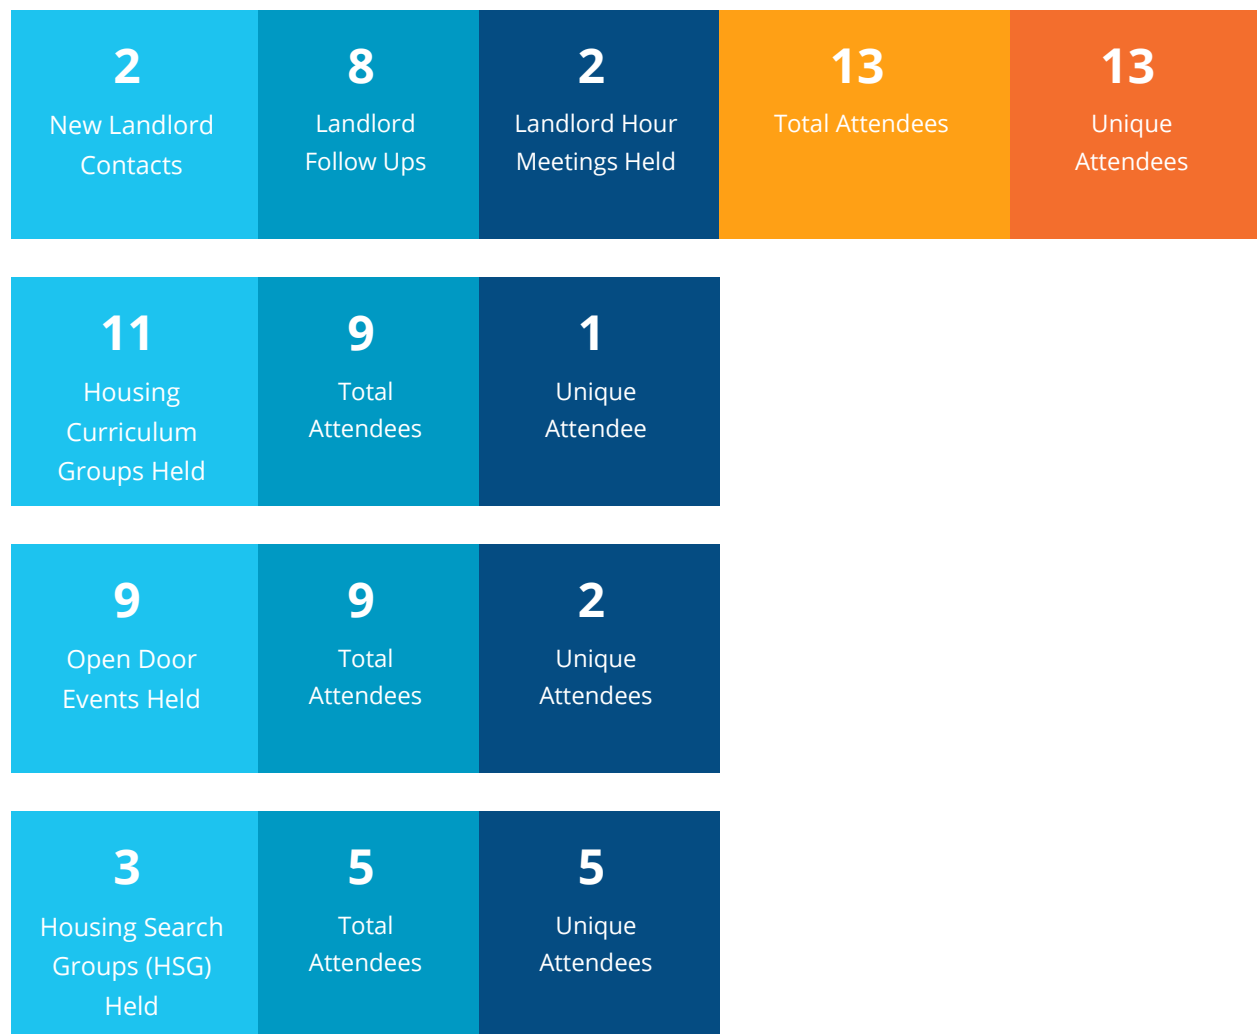 2
New Landlord
Contacts
8
Landlord
Follow Ups
2
Landlord Hour
Meetings Held
13
Total Attendees
13
Unique
Attendees
11
Housing
Curriculum
Groups Held
9
Total
Attendees
1
Unique
Attendee
9
Open Door
Events Held
9
Total
Attendees
2
Unique
Attendees
3
Housing Search
Groups (HSG)
Held
5
Total
Attendees
5
Unique
Attendees